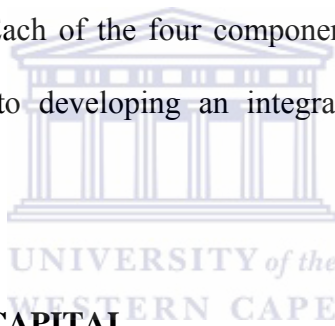 Each of the four componen
to developing an integra
UNIVERSITY of the
CAPITAL
WESTERN CAPE